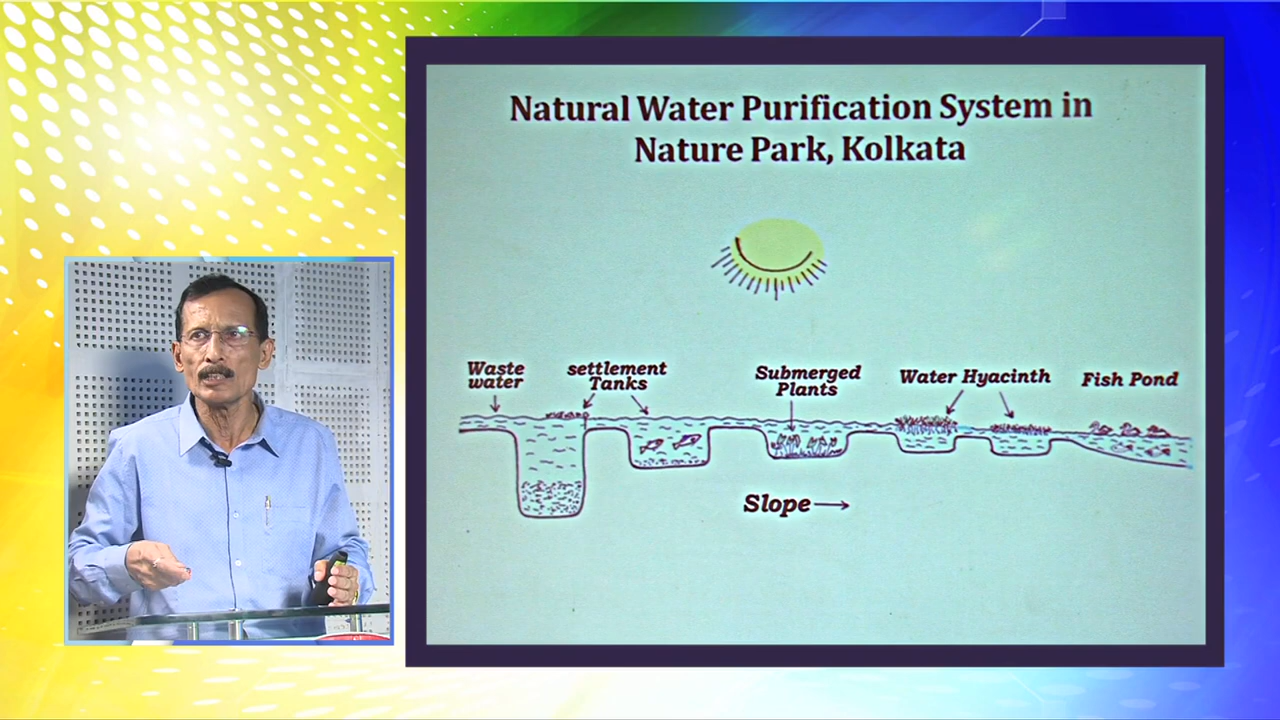 Natural Water Purification System in
Nature Park, Kolkata
Waste
water
settlement
Tanks
Submerged
Plants
Water Hyacinth
Fish Pond
Slope